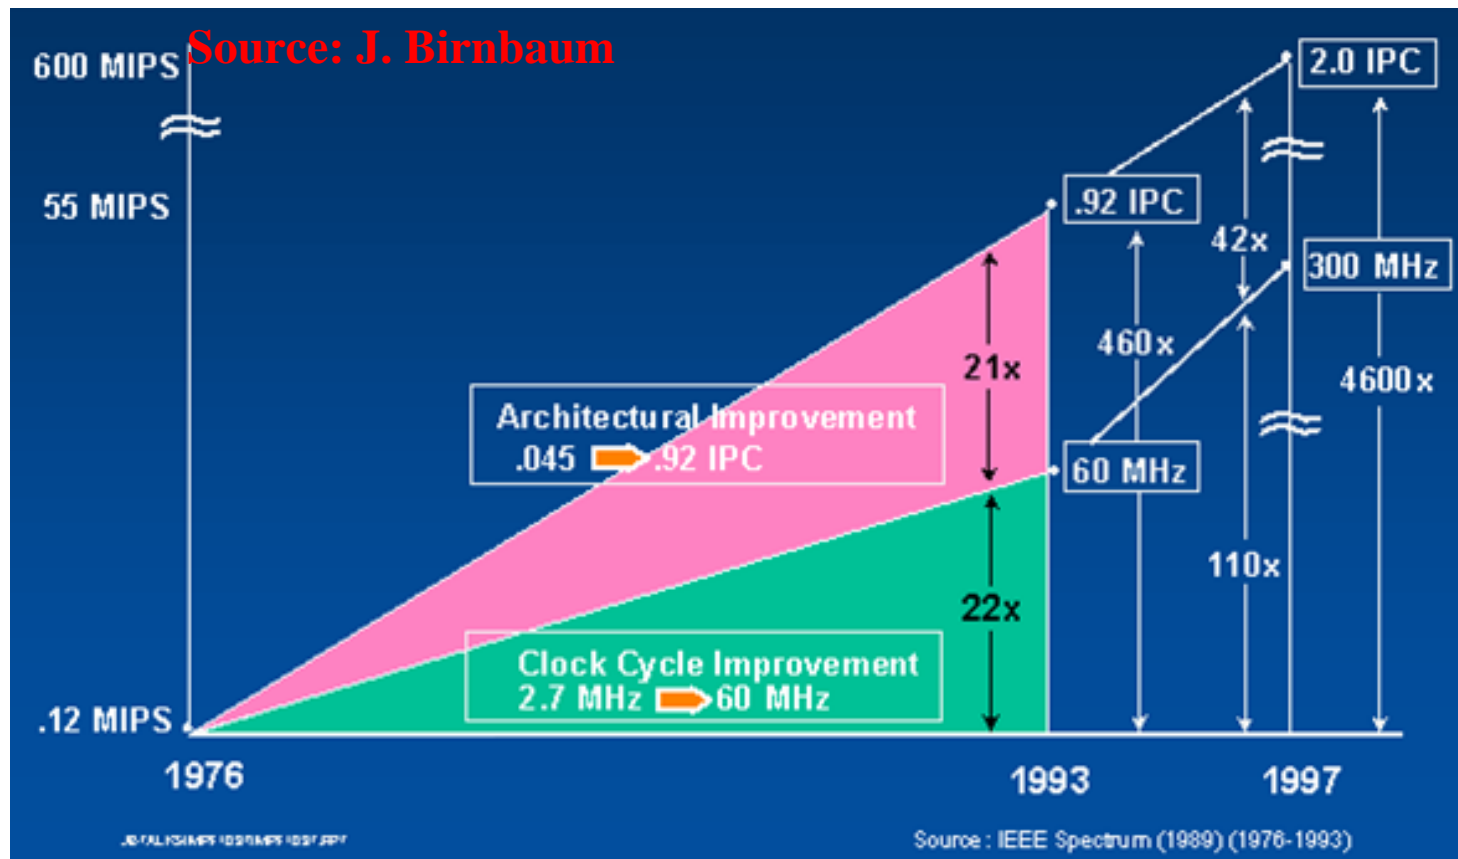 Source: J. Birnbaum
600 MIPS
2.0 IPC
55 MIPS
.92 IPC
42x
300 MHz
460x
21x
4600x
Architectural Improvement
.045 .92 IPC
60 MHz
110x
22x
Clock Cycle Improvement
2.7 MHz 60 MHz
.12 MIPS
1976
1993
1997
Source : IEEE Spectrum (1989) (1976-1993)